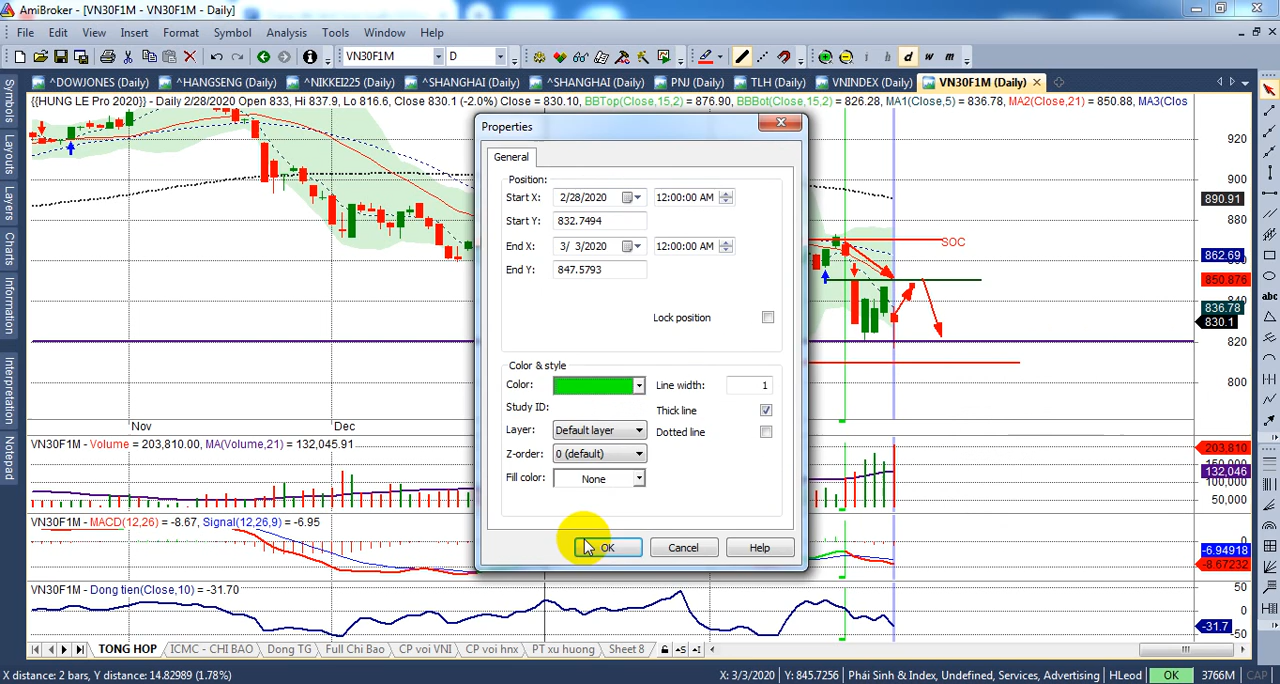 AmiBroker - [VN30F1M - VN30F1M - Daily]
File Edit View Insert Format Symbol Analysis Tools Window Help
VN30F1M D i h d w m
^DOWJONES (Daily) ^HANGSENG (Daily) ^NIKKEI225 (Daily) ^SHANGHAI (Daily) ^SHANGHAI (Daily) PNJ (Daily) TLH (Daily) VNINDEX (Daily) VN30F1M (Daily)
{{HUNG LE Pro 2020}} - Daily 2/28/2020 Open 833, Hi 837.9, Lo 816.6, Close 830.1 (-2.0%) Close = 830.10, BBTop(Close,15,2) = 876.90, BBBot(Close,15,2) = 826.28, MA1(Close,5) = 836.78, MA2(Close,21) = 850.88, MA3(Clos
Symbols
Layouts
Layers
Charts
Information
Interpretation
Notepad
Properties
General
Position:
Start X: 2/28/2020 12:00:00 AM
Start Y: 832.7494
End X: 3/ 3/2020 12:00:00 AM
End Y: 847.5793
Lock position
Color & style
Color: Line width: 1
Study ID: Thick line
Layer: Default layer Dotted line
Z-order: 0 (default)
Fill color: None
OK Cancel Help
SOC
abc
920
900
890.91
880
862.69
850.876
840
836.78
830.1
820
800
Nov Dec
VN30F1M - Volume = 203,810.00, MA(Volume,21) = 132,045.91
203,810
150,000
132,046
100,000
50,000
VN30F1M - MACD(12,26) = -8.67, Signal(12,26,9) = -6.95
-6.94918
-8.67232
VN30F1M - Dong tien(Close,10) = -31.70
50
0
-31.7
-50
TONG HOP ICMC - CHI BAO Dong TG Full Chi Bao CP voi VNI CP voi hnx PT xu huong Sheet 8
X distance: 2 bars, Y distance: 14.82989 (1.78%) X: 3/3/2020 Y: 845.7256 Phái Sinh & Index, Undefined, Services, Advertising HLeod OK 3766M CAP